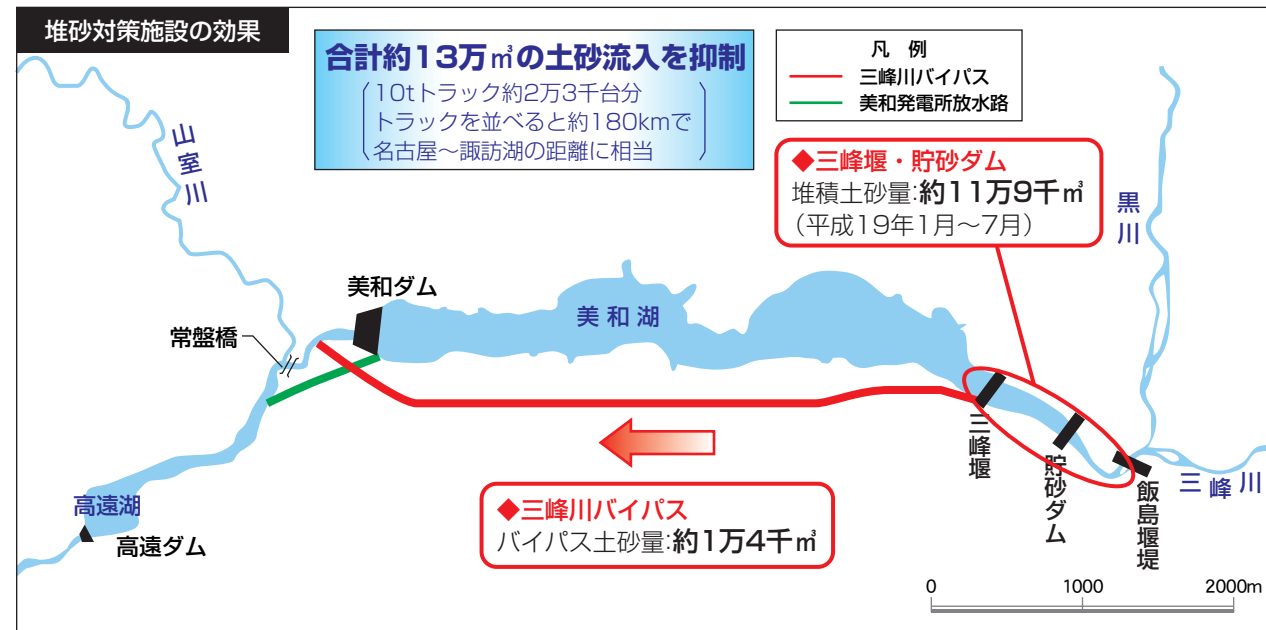 堆砂対策施設の効果
合計約13万㎥の土砂流入を抑制
10tトラック約2万3千台分
トラックを並べると約180kmで
名古屋～諏訪湖の距離に相当
凡 例
三峰川バイパス
美和発電所放水路
◆三峰堰・貯砂ダム
堆積土砂量:約11万9千㎥
（平成19年1月～7月）
山室川
黒川
美和ダム
美和湖
常盤橋
三峰堰
貯砂ダム
飯島堰堤
三峰川
◆三峰川バイパス
バイパス土砂量:約1万4千㎥
高遠湖
高遠ダム
0 1000 2000m